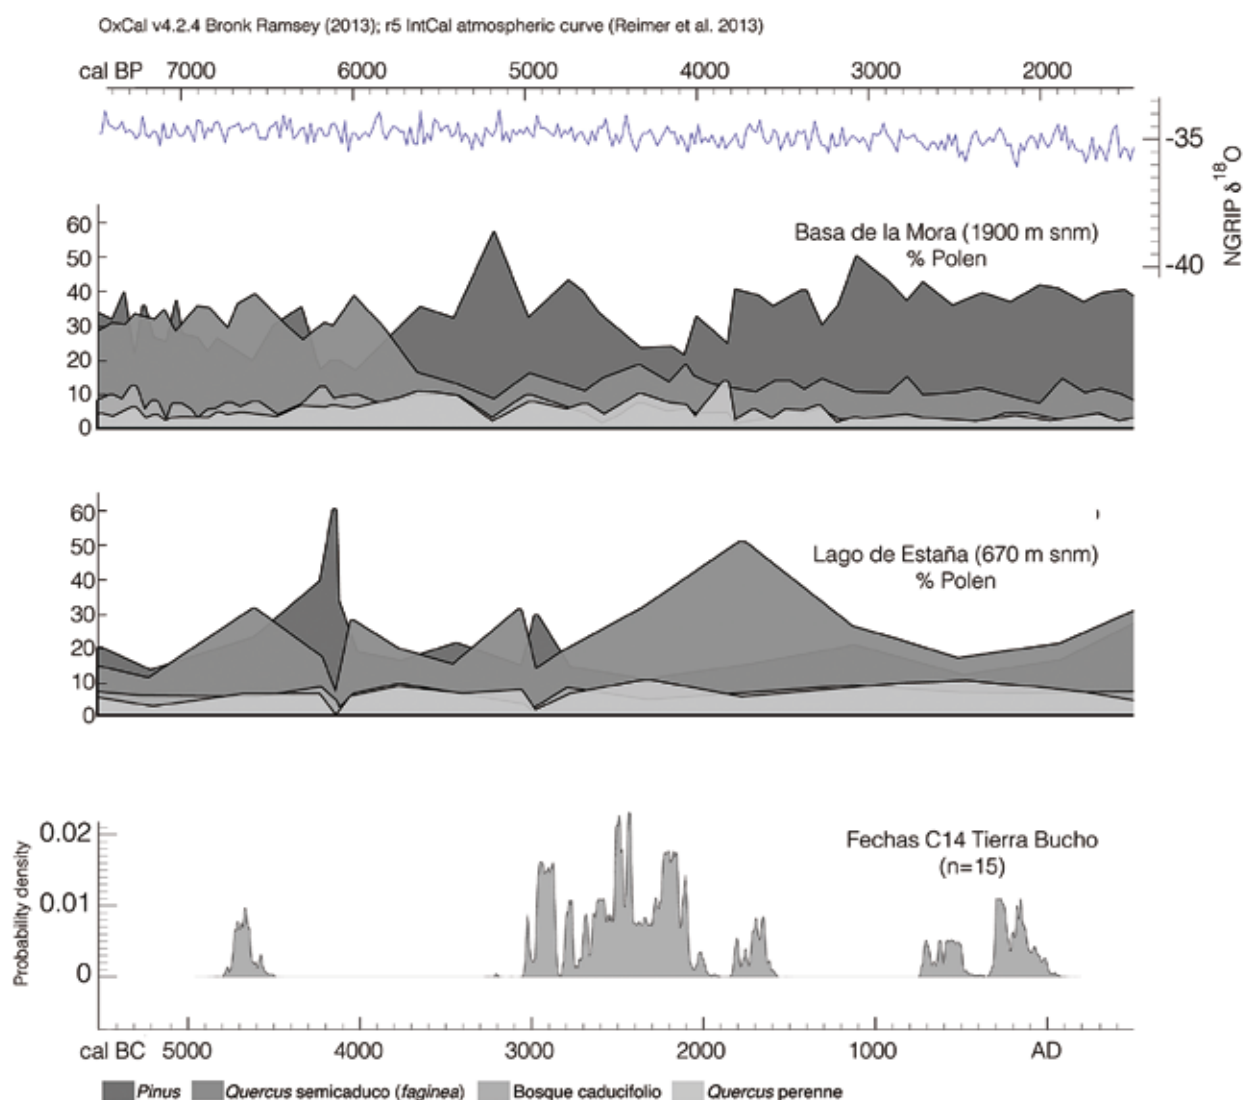 OxCal v4.2.4 Bronk Ramsey (2013); r5 IntCal atmospheric curve (Reimer et al. 2013)
cal BP 7000 6000 5000 4000 3000 2000
-35
-40
NGRIP δ 18O
Basa de la Mora (1900 m snm)
% Polen
60
50
40
30
20
10
0
Lago de Estaña (670 m snm)
% Polen
60
50
40
30
20
10
0
Fechas C14 Tierra Bucho
(n=15)
Probability density
0.02
0.01
0
cal BC 5000 4000 3000 2000 1000 AD
Pinus Quercus semicaduco (faginea) Bosque caducifolio Quercus perenne